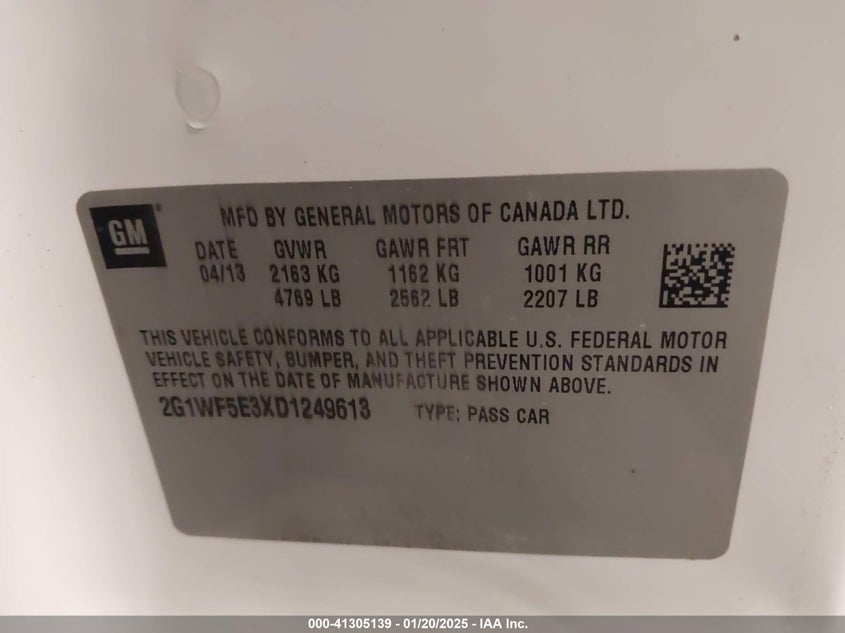 GM®
MFD BY GENERAL MOTORS OF CANADA LTD.
DATE GVWR GAWR FRT GAWR RR
04/13 2163 KG 1162 KG 1001 KG
4769 LB 2562 LB 2207 LB
THIS VEHICLE CONFORMS TO ALL APPLICABLE U.S. FEDERAL MOTOR
VEHICLE SAFETY, BUMPER, AND THEFT PREVENTION STANDARDS IN
EFFECT ON THE DATE OF MANUFACTURE SHOWN ABOVE.
2G1WF5E3XD1249613 TYPE: PASS CAR
000-41305139 - 01/20/2025 - IAA Inc.